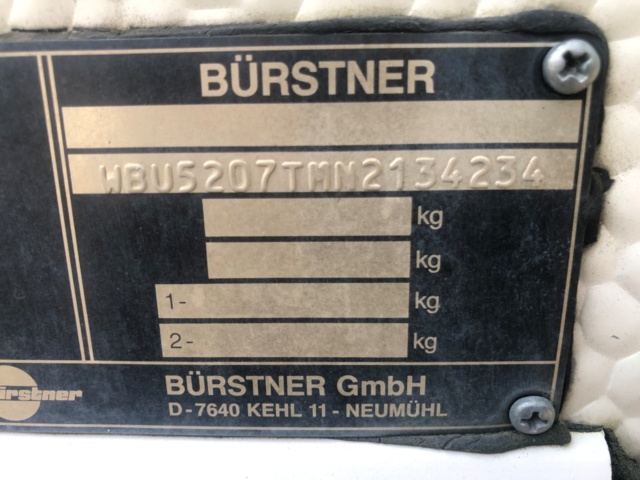 BÜRSTNER
WBU5207TMN2134234
kg
kg
1- kg
2- kg
bürstner
BÜRSTNER GmbH
D-7640 KEHL 11 - NEUMÜHL